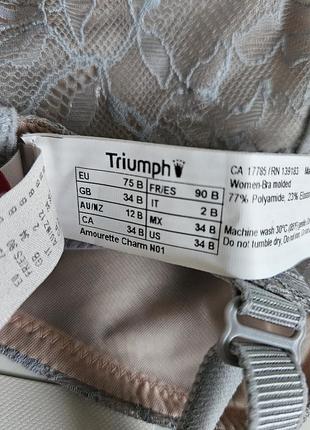 Triumph
EU 75 B FR/ES 90 B
GB 34 B IT 2 B
AU/NZ 12 B MX 34 B
CA 34 B US 34 B
Amourette Charm N01
CA 17785 / RN 139183
Women-Bra molded
77% Polyamide, 23%
Machine wash 30°C
Do not tumble dry,